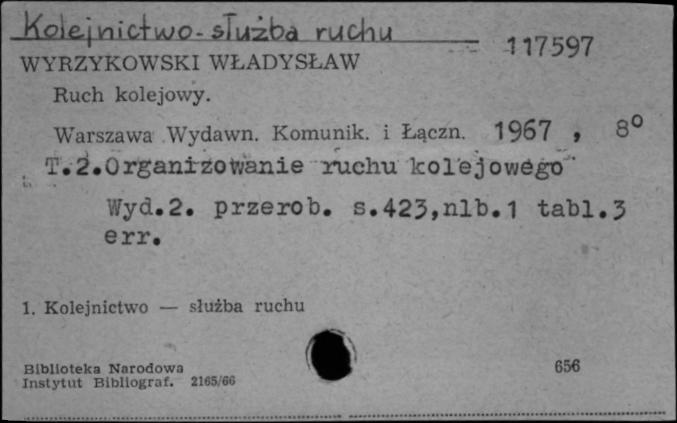 Kolejnictwo - służba ruchu
117597
WYRZYKOWSKI WŁADYSŁAW
Ruch kolejowy.
Warszawa Wydawn. Komunik. i Łączn. 1967 , 8°
T.2.Organizowanie ruchu kolejowego
Wyd.2. przerob. s.423,nlb.1 tabl.3
err.
1. Kolejnictwo — służba ruchu
Biblioteka Narodowa
Instytut Bibliograf. 2165/66
656